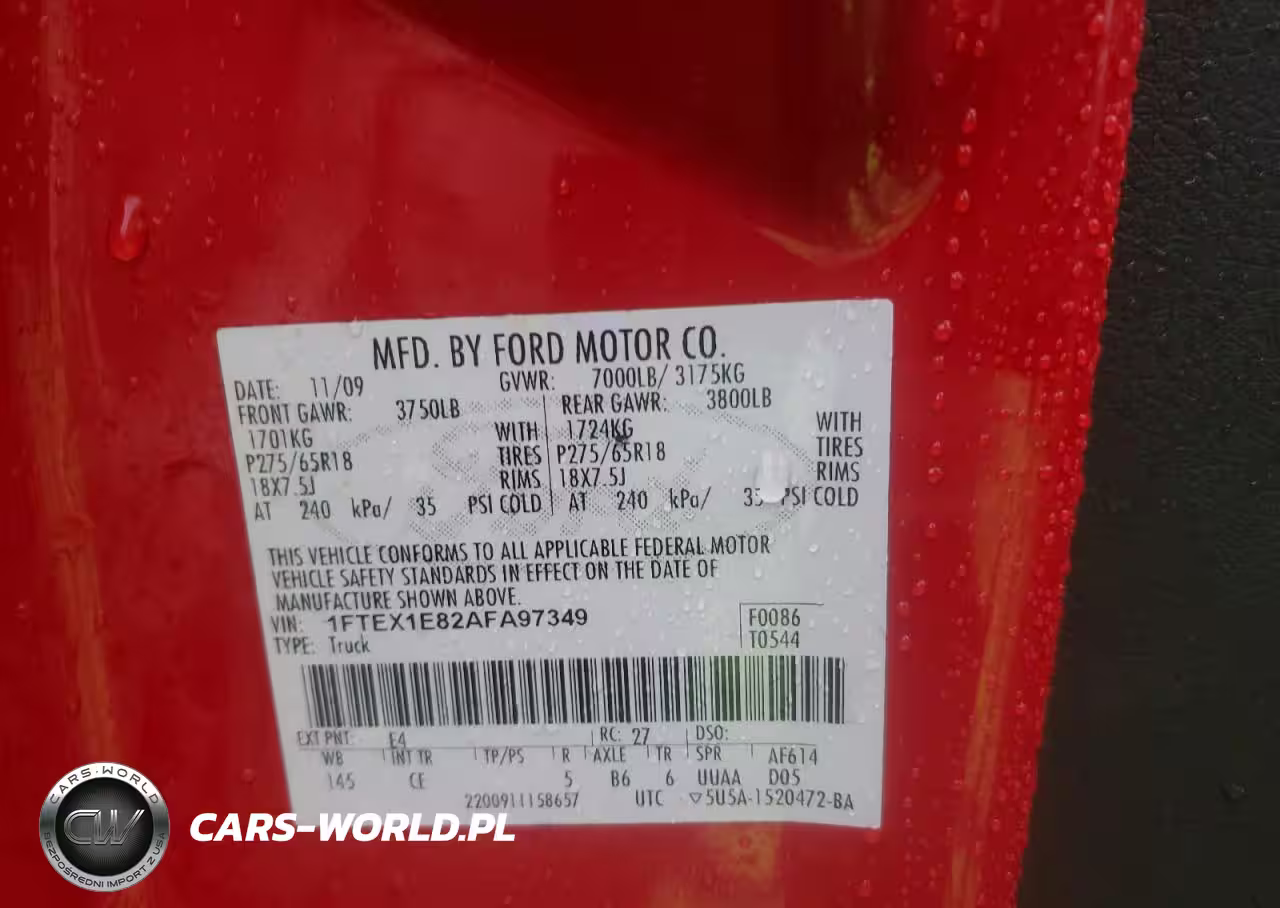 MFD. BY FORD MOTOR CO.
DATE: 11/09 GVWR: 7000LB/ 3175KG
FRONT GAWR: 3750LB REAR GAWR: 3800LB
1701KG WITH 1724KG WITH
P275/65R18 TIRES P275/65R18 TIRES
18X7.5J RIMS 18X7.5J RIMS
AT 240 kPa/ 35 PSI COLD AT 240 kPa/ 35 PSI COLD
THIS VEHICLE CONFORMS TO ALL APPLICABLE FEDERAL MOTOR
VEHICLE SAFETY STANDARDS IN EFFECT ON THE DATE OF
MANUFACTURE SHOWN ABOVE.
VIN: 1FTEX1E82AFA97349 F0086
TYPE: Truck T0544
EXT PNT: E4 RC: 27 DSO:
WB INT TR TP/PS R AXLE TR SPR AF614
145 CE 5 B6 6 UUAA D05
2200911158657 UTC ▽5U5A-1520472-BA
CARS-WORLD
CW
BEZPOŚREDNI IMPORT Z USA
CARS-WORLD.PL